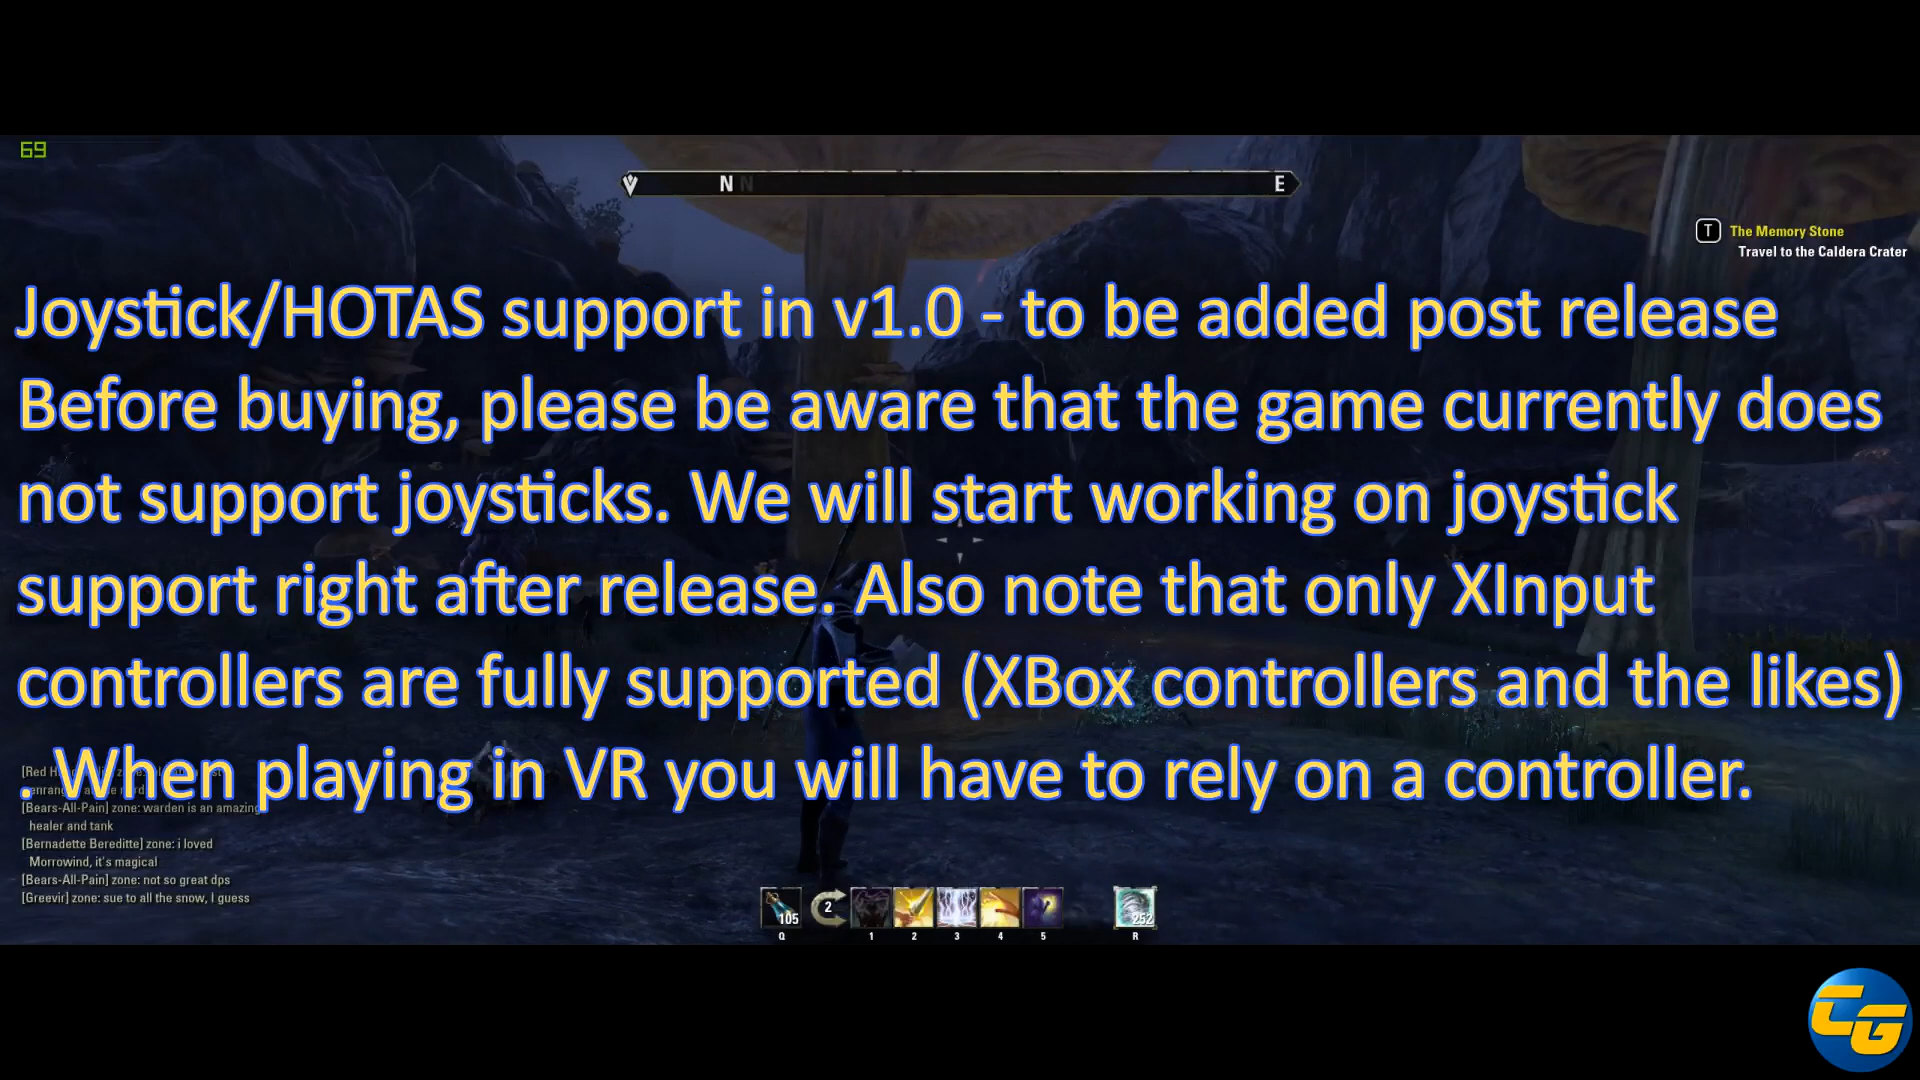 69
N N E
T The Memory Stone
Travel to the Caldera Crater
Joystick/HOTAS support in v1.0 - to be added post release
Before buying, please be aware that the game currently does
not support joysticks. We will start working on joystick
support right after release. Also note that only XInput
controllers are fully supported (XBox controllers and the likes)
. When playing in VR you will have to rely on a controller.
[Bears-All-Pain] zone: warden is an amazing
healer and tank
[Bernadette Bereditte] zone: i loved
Morrowind, it's magical
[Bears-All-Pain] zone: not so great dps
[Greevir] zone: sue to all the snow, I guess
105 2 252
Q 1 2 3 4 5 R
CG